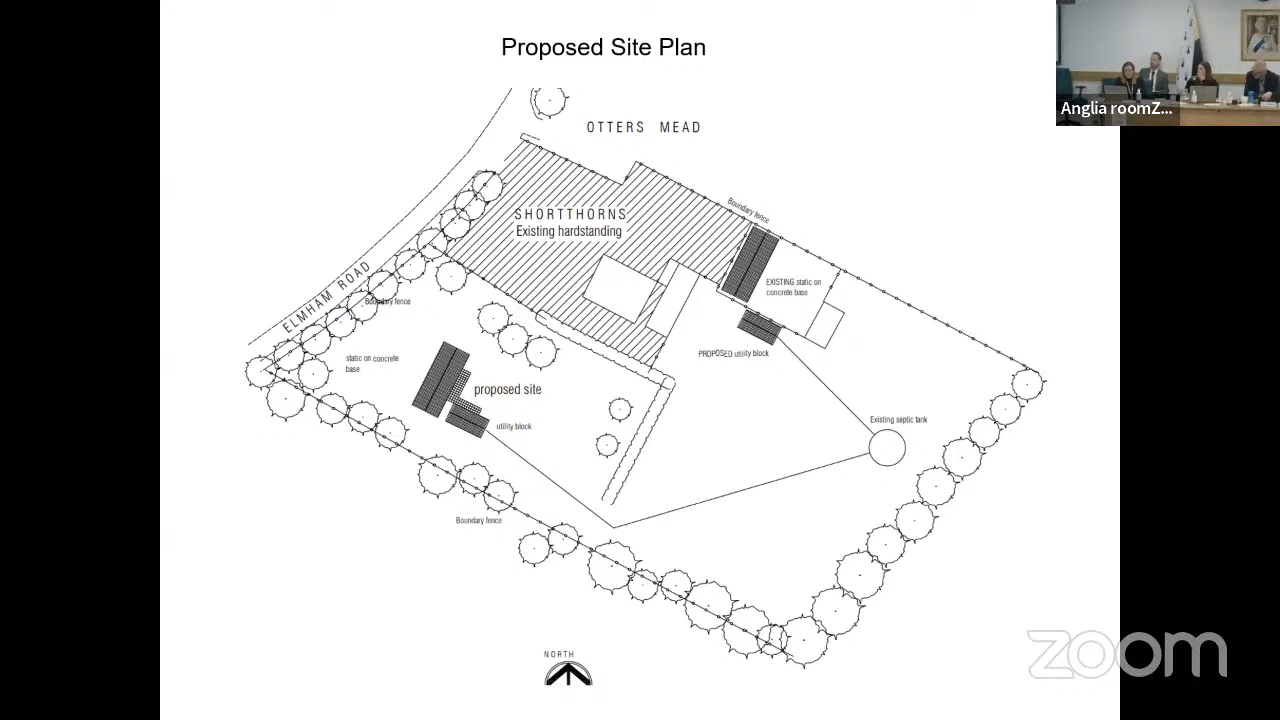 Proposed Site Plan
Anglia roomZ...
OTTERS MEAD
SHORTTHORNS
Existing hardstanding
Boundary fence
EXISTING static on
concrete base
ELMHAM ROAD
Boundary fence
PROPOSED utility block
static on concrete
base
proposed site
utility block
Existing septic tank
Boundary fence
NORTH
zoom